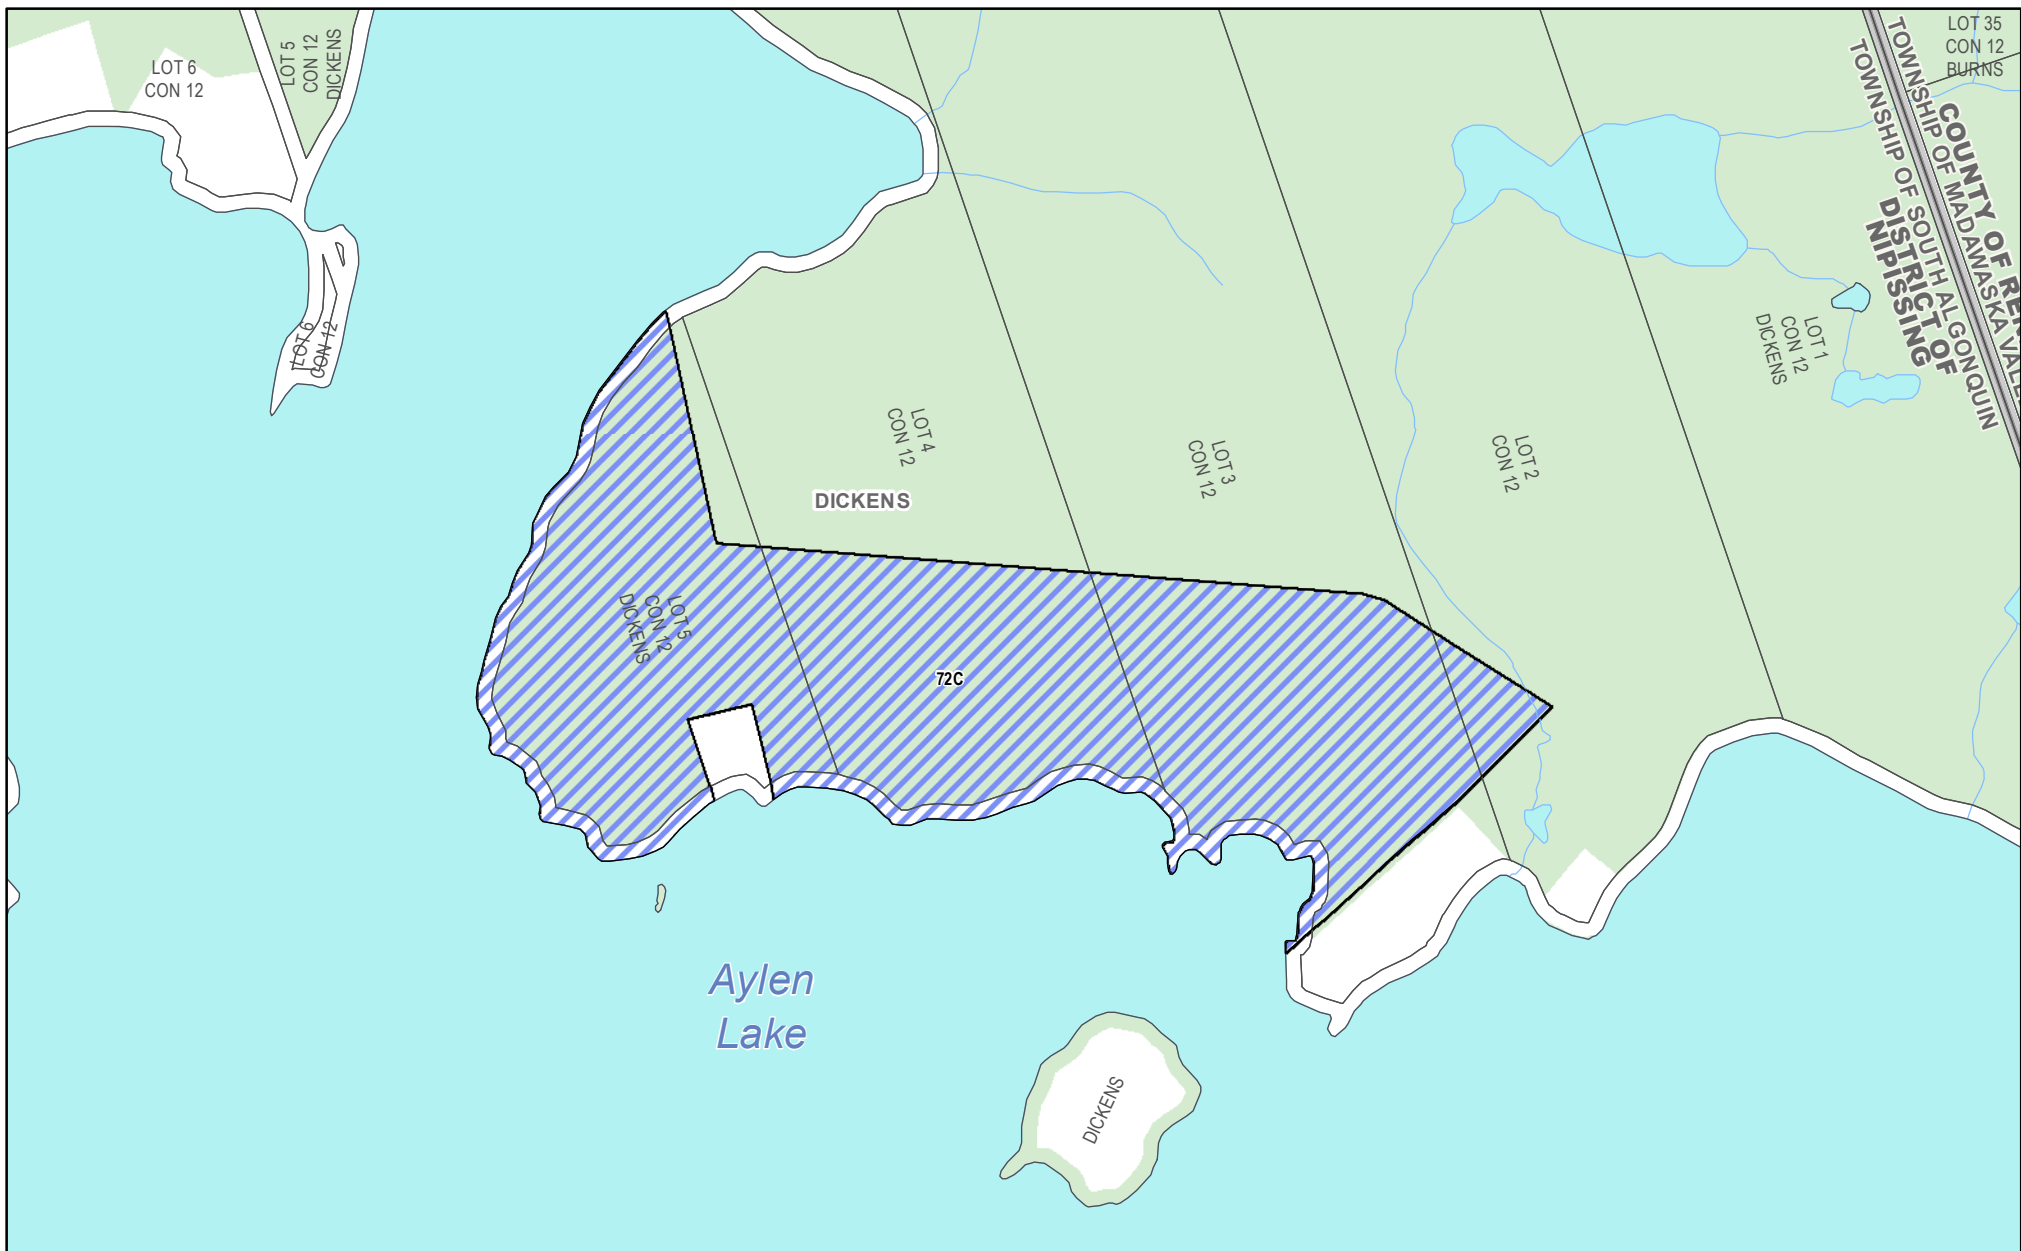 LOT 6
CON 12
LOT 5
CON 12
DICKENS
LOT 35
CON 12
BURNS
COUNTY OF REN
TOWNSHIP OF MADAWASKA VALL
TOWNSHIP OF SOUTH ALGONQUIN
DISTRICT OF
NIPISSING
LOT 6
CON 12
LOT 1
CON 12
DICKENS
LOT 4
CON 12
LOT 3
CON 12
LOT 2
CON 12
DICKENS
LOT 5
CON 12
DICKENS
72C
Aylen
Lake
DICKENS